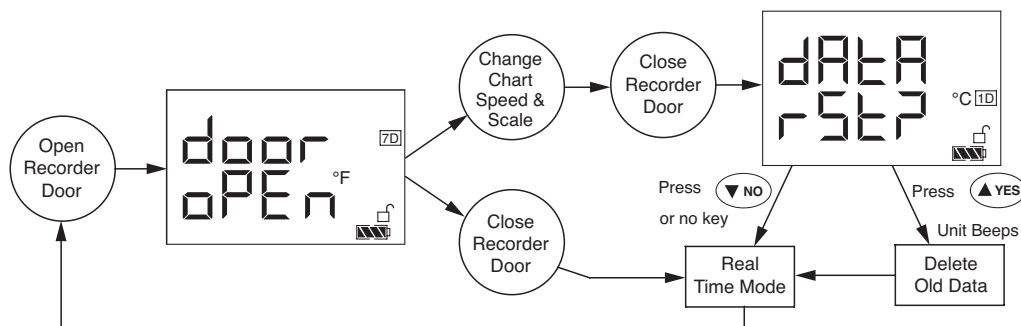 Open
Recorder
Door
door
oPEn
7D
°F
Change
Chart
Speed &
Scale
Close
Recorder
Door
Close
Recorder
Door
dAtA
rSt?
°C 1D
Press ▼ NO
or no key
Press ▲ YES
Unit Beeps
Real
Time Mode
Delete
Old Data